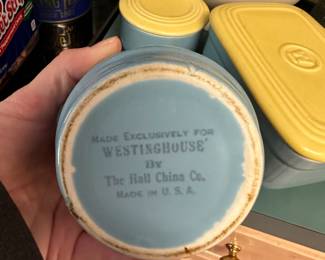 MADE EXCLUSIVELY FOR
WESTINGHOUSE
By
The Hall China Co.
MADE IN U.S.A.
W